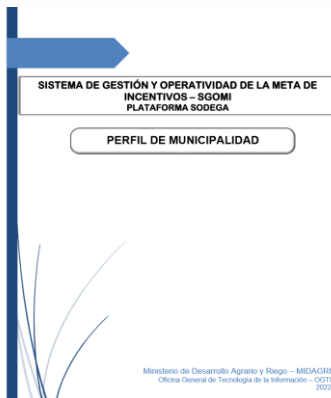 SISTEMA DE GESTIÓN Y OPERATIVIDAD DE LA META DE
INCENTIVOS – SGOMI
PLATAFORMA SODEGA
PERFIL DE MUNICIPALIDAD
Ministerio de Desarrollo Agrario y Riego – MIDAGRI
Oficina General de Tecnología de la Información – OGTI
2022